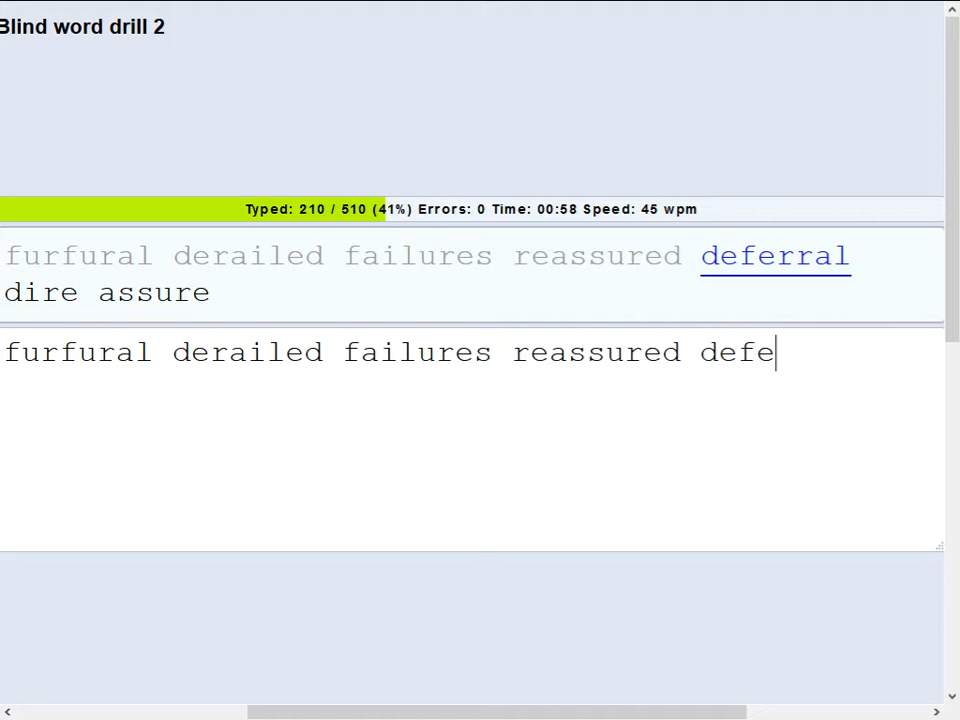 Blind word drill 2
Typed: 210 / 510 (41%) Errors: 0 Time: 00:58 Speed: 45 wpm
furfural derailed failures reassured deferral
dire assure
furfural derailed failures reassured defe